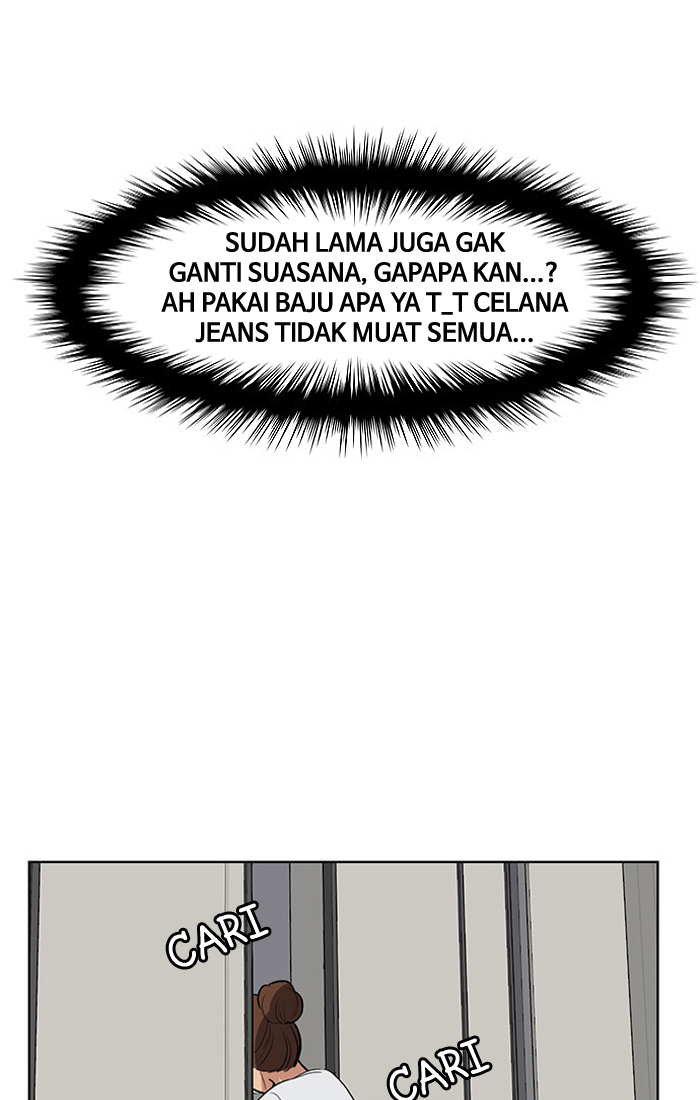 SUDAH LAMA JUGA GAK
GANTI SUASANA, GAPAPA KAN...?
AH PAKAI BAJU APA YA T_T CELANA
JEANS TIDAK MUAT SEMUA...
CARI
CARI